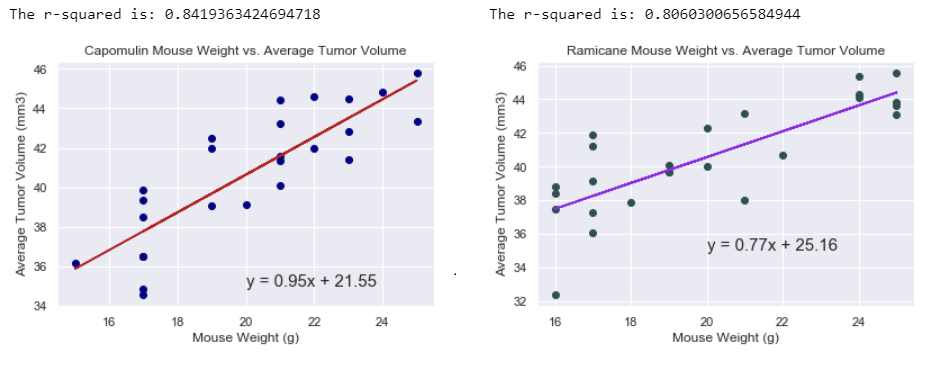 The r-squared is: 0.8419363424694718
Capomulin Mouse Weight vs. Average Tumor Volume
Average Tumor Volume (mm3)
46
44
42
40
38
36
34
y = 0.95x + 21.55
16 18 20 22 24
Mouse Weight (g)
The r-squared is: 0.8060300656584944
Ramicane Mouse Weight vs. Average Tumor Volume
Average Tumor Volume (mm3)
46
44
42
40
38
36
34
32
y = 0.77x + 25.16
16 18 20 22 24
Mouse Weight (g)